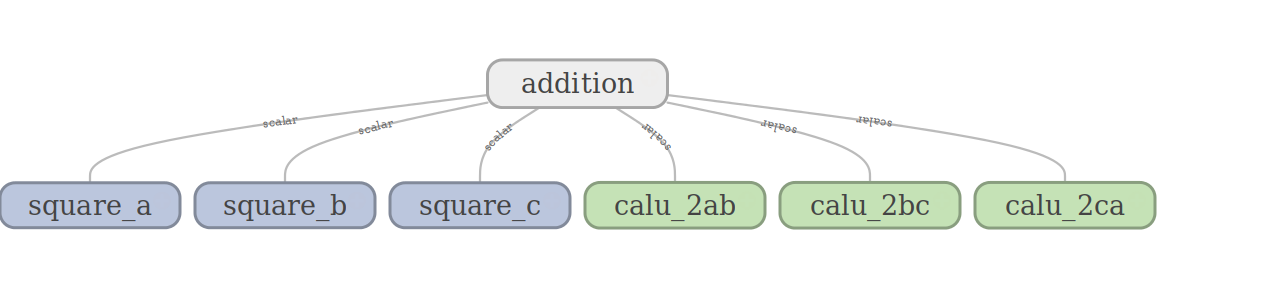 addition
scalar
scalar
scalar
scalar
scalar
scalar
square_a
square_b
square_c
calu_2ab
calu_2bc
calu_2ca